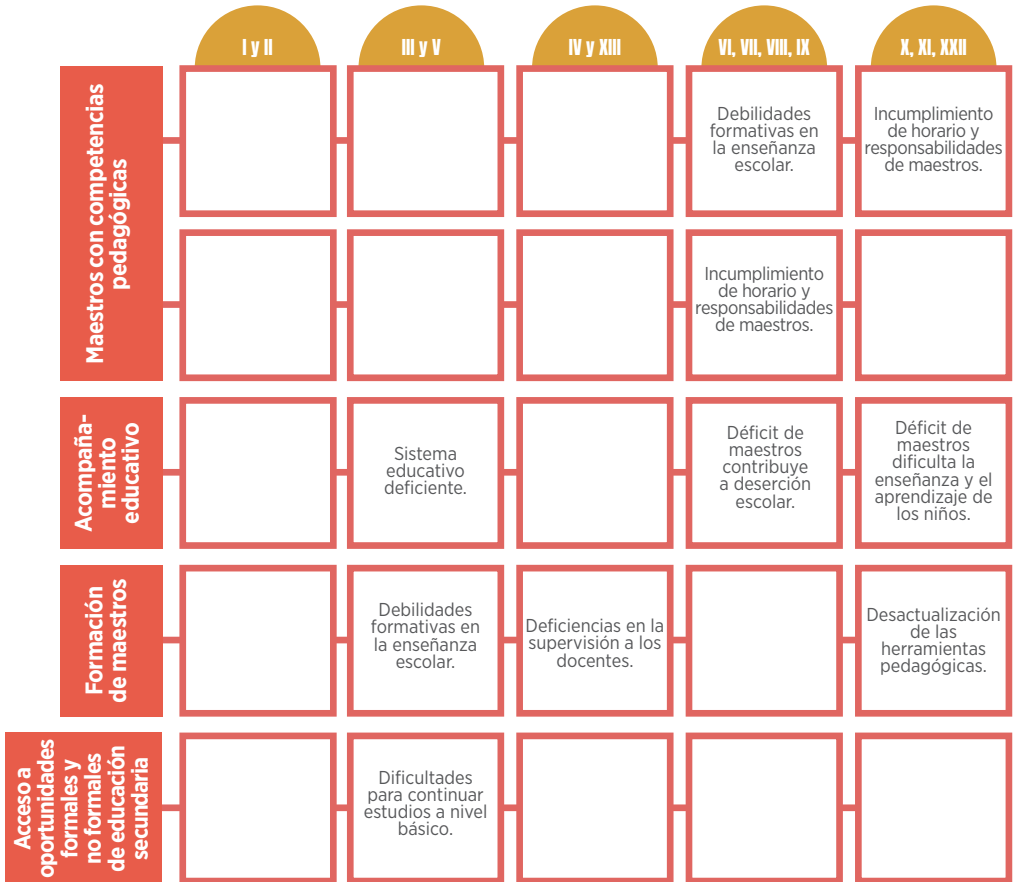 I y II
III y V
IV y XIII
VI, VII, VIII, IX
X, XI, XXII
Maestros con competencias
pedagógicas
Debilidades
formativas en
la enseñanza
escolar.
Incumplimiento
de horario y
responsabilidades
de maestros.
Incumplimiento
de horario y
responsabilidades
de maestros.
Acompaña-
miento
educativo
Sistema
educativo
deficiente.
Déficit de
maestros
contribuye
a deserción
escolar.
Déficit de
maestros
dificulta la
enseñanza y el
aprendizaje de
los niños.
Formación
de maestros
Debilidades
formativas en
la enseñanza
escolar.
Deficiencias en la
supervisión a los
docentes.
Desactualización
de las
herramientas
pedagógicas.
Acceso a
oportunidades
formales y
no formales
de educación
secundaria
Dificultades
para continuar
estudios a nivel
básico.